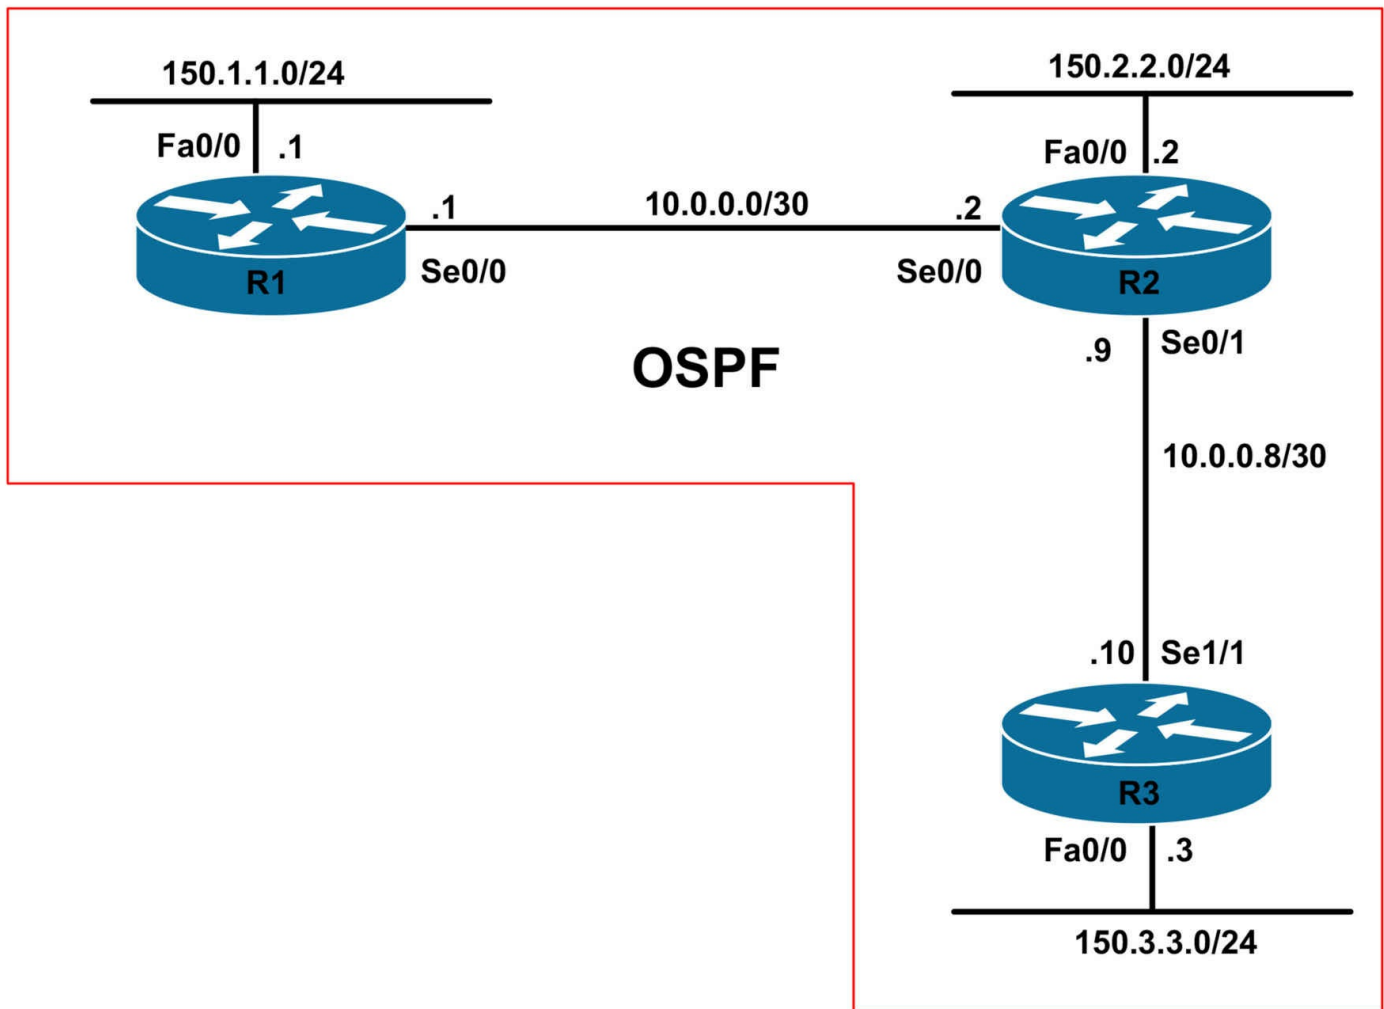 150.1.1.0/24
150.2.2.0/24
Fa0/0 .1
Fa0/0 .2
.1 10.0.0.0/30 .2
R1 Se0/0 Se0/0 R2
.9 Se0/1
OSPF
10.0.0.8/30
.10 Se1/1
R3
Fa0/0 .3
150.3.3.0/24